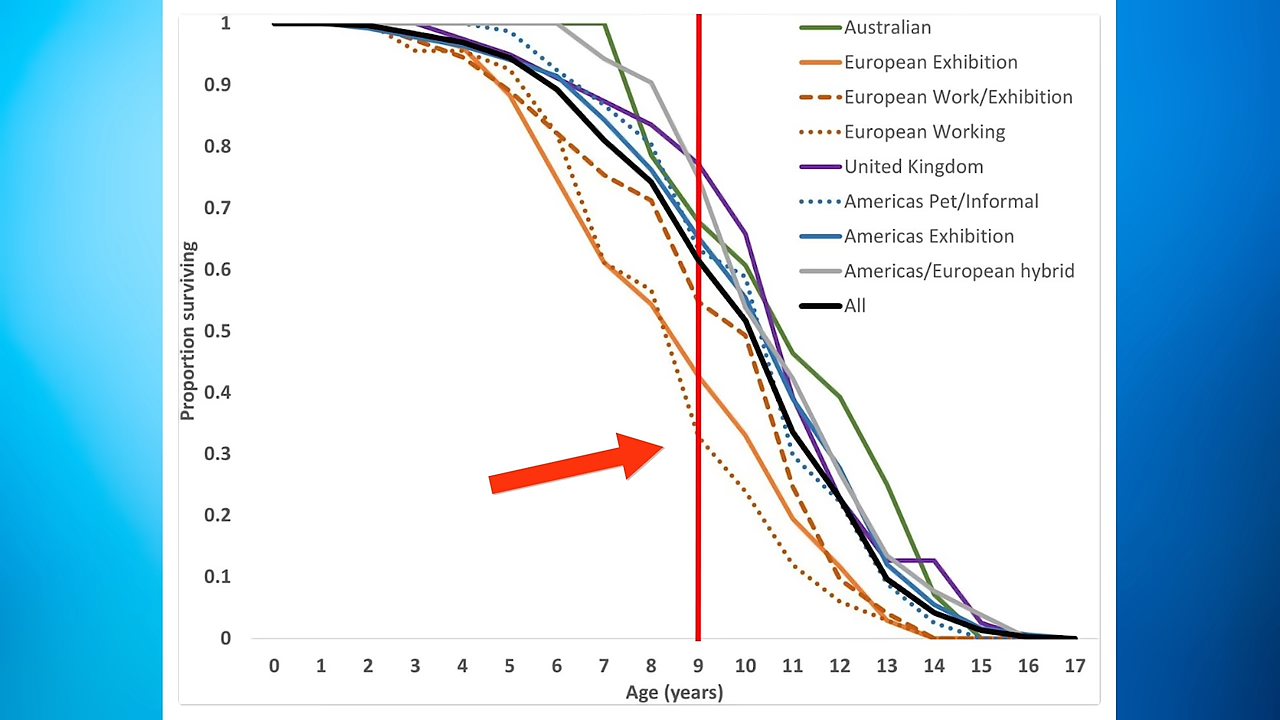 1
0.9
0.8
0.7
0.6
0.5
0.4
0.3
0.2
0.1
0
Proportion surviving
Australian
European Exhibition
European Work/Exhibition
European Working
United Kingdom
Americas Pet/Informal
Americas Exhibition
Americas/European hybrid
All
0 1 2 3 4 5 6 7 8 9 10 11 12 13 14 15 16 17
Age (years)